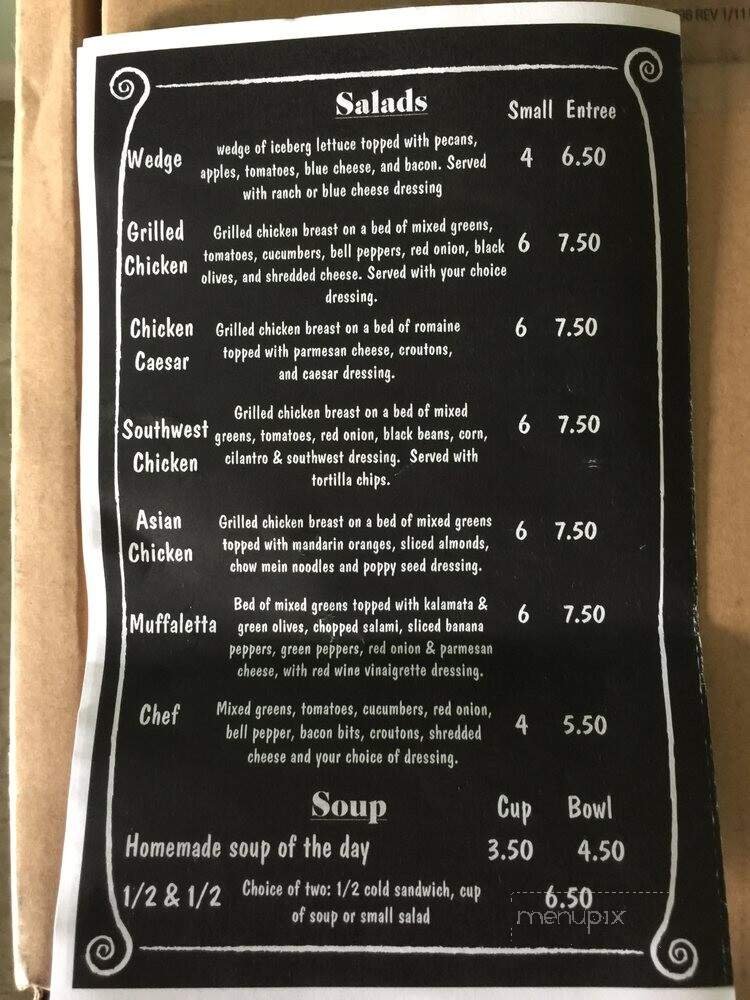 REV 1/11
Salads Small Entree
Wedge wedge of iceberg lettuce topped with pecans,
apples, tomatoes, blue cheese, and bacon. Served 4 6.50
with ranch or blue cheese dressing
Grilled Grilled chicken breast on a bed of mixed greens,
tomatoes, cucumbers, bell peppers, red onion, black 6 7.50
Chicken olives, and shredded cheese. Served with your choice
dressing.
Chicken Grilled chicken breast on a bed of romaine 6 7.50
Caesar topped with parmesan cheese, croutons,
and caesar dressing.
Grilled chicken breast on a bed of mixed
Southwest greens, tomatoes, red onion, black beans, corn, 6 7.50
Chicken cilantro & southwest dressing. Served with
tortilla chips.
Asian Grilled chicken breast on a bed of mixed greens 6 7.50
Chicken topped with mandarin oranges, sliced almonds,
chow mein noodles and poppy seed dressing.
Bed of mixed greens topped with kalamata & 6 7.50
Muffaletta green olives, chopped salami, sliced banana
peppers, green peppers, red onion & parmesan
cheese, with red wine vinaigrette dressing.
Chef Mixed greens, tomatoes, cucumbers, red onion,
bell pepper, bacon bits, croutons, shredded 4 5.50
cheese and your choice of dressing.
Soup Cup Bowl
Homemade soup of the day 3.50 4.50
1/2 & 1/2 Choice of two: 1/2 cold sandwich, cup 6.50
of soup or small salad
menupix